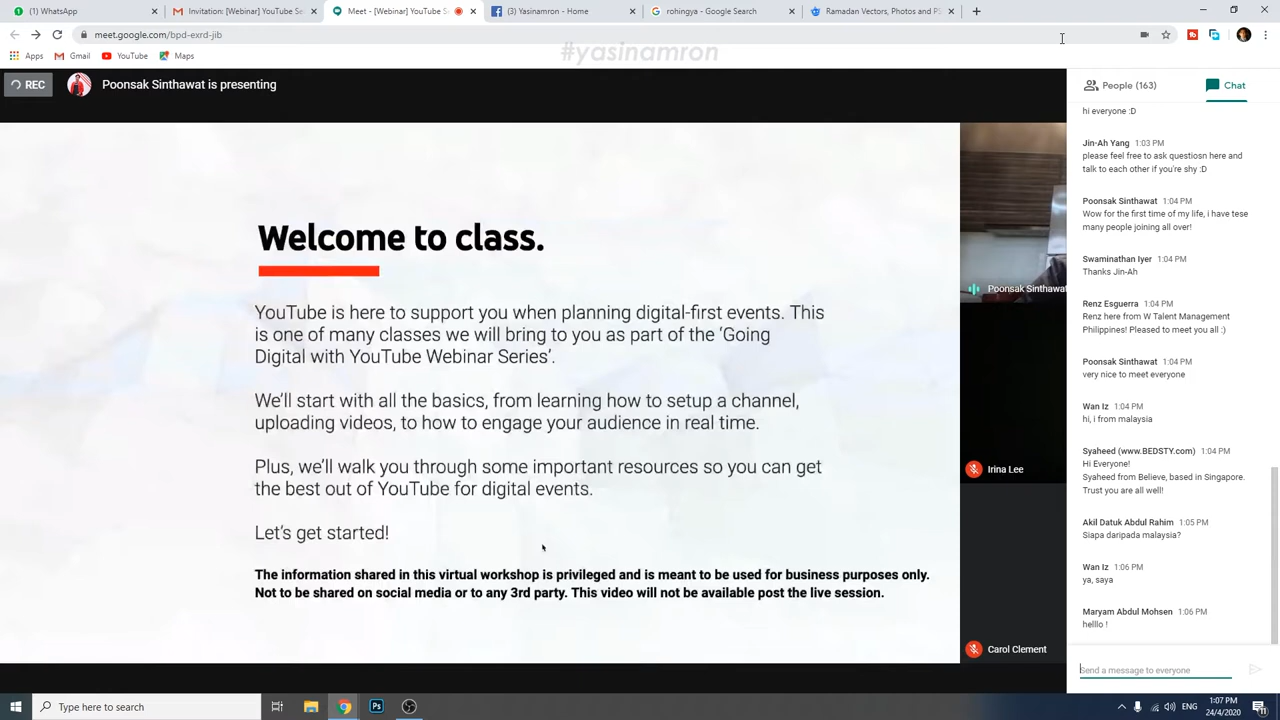 (1) WhatsApp
Invitation: [Webinar] YouTube S
Meet - [Webinar] YouTube S
(3) Yasinamron - Home
rohingya - Google Search
Ramadan Vectors, Photos and PS
meet.google.com/bpd-exrd-jib
Apps
Gmail
YouTube
Maps
#yasinamron
REC
Poonsak Sinthawat is presenting
People (163)
Chat
Welcome to class.
YouTube is here to support you when planning digital-first events. This
is one of many classes we will bring to you as part of the ‘Going
Digital with YouTube Webinar Series’.
We’ll start with all the basics, from learning how to setup a channel,
uploading videos, to how to engage your audience in real time.
Plus, we’ll walk you through some important resources so you can get
the best out of YouTube for digital events.
Let’s get started!
The information shared in this virtual workshop is privileged and is meant to be used for business purposes only.
Not to be shared on social media or to any 3rd party. This video will not be available post the live session.
Poonsak Sinthawat
Irina Lee
Carol Clement
hi everyone :D
Jin-Ah Yang 1:03 PM
please feel free to ask questiosn here and
talk to each other if you're shy :D
Poonsak Sinthawat 1:04 PM
Wow for the first time of my life, i have tese
many people joining all over!
Swaminathan Iyer 1:04 PM
Thanks Jin-Ah
Renz Esguerra 1:04 PM
Renz here from W Talent Management
Philippines! Pleased to meet you all :)
Poonsak Sinthawat 1:04 PM
very nice to meet everyone
Wan Iz 1:04 PM
hi, i from malaysia
Syaheed (www.BEDSTY.com) 1:04 PM
Hi Everyone!
Syaheed from Believe, based in Singapore.
Trust you are all well!
Akil Datuk Abdul Rahim 1:05 PM
Siapa daripada malaysia?
Wan Iz 1:06 PM
ya, saya
Maryam Abdul Mohsen 1:06 PM
helllo !
Send a message to everyone
Type here to search
Ps
ENG
1:07 PM
24/4/2020